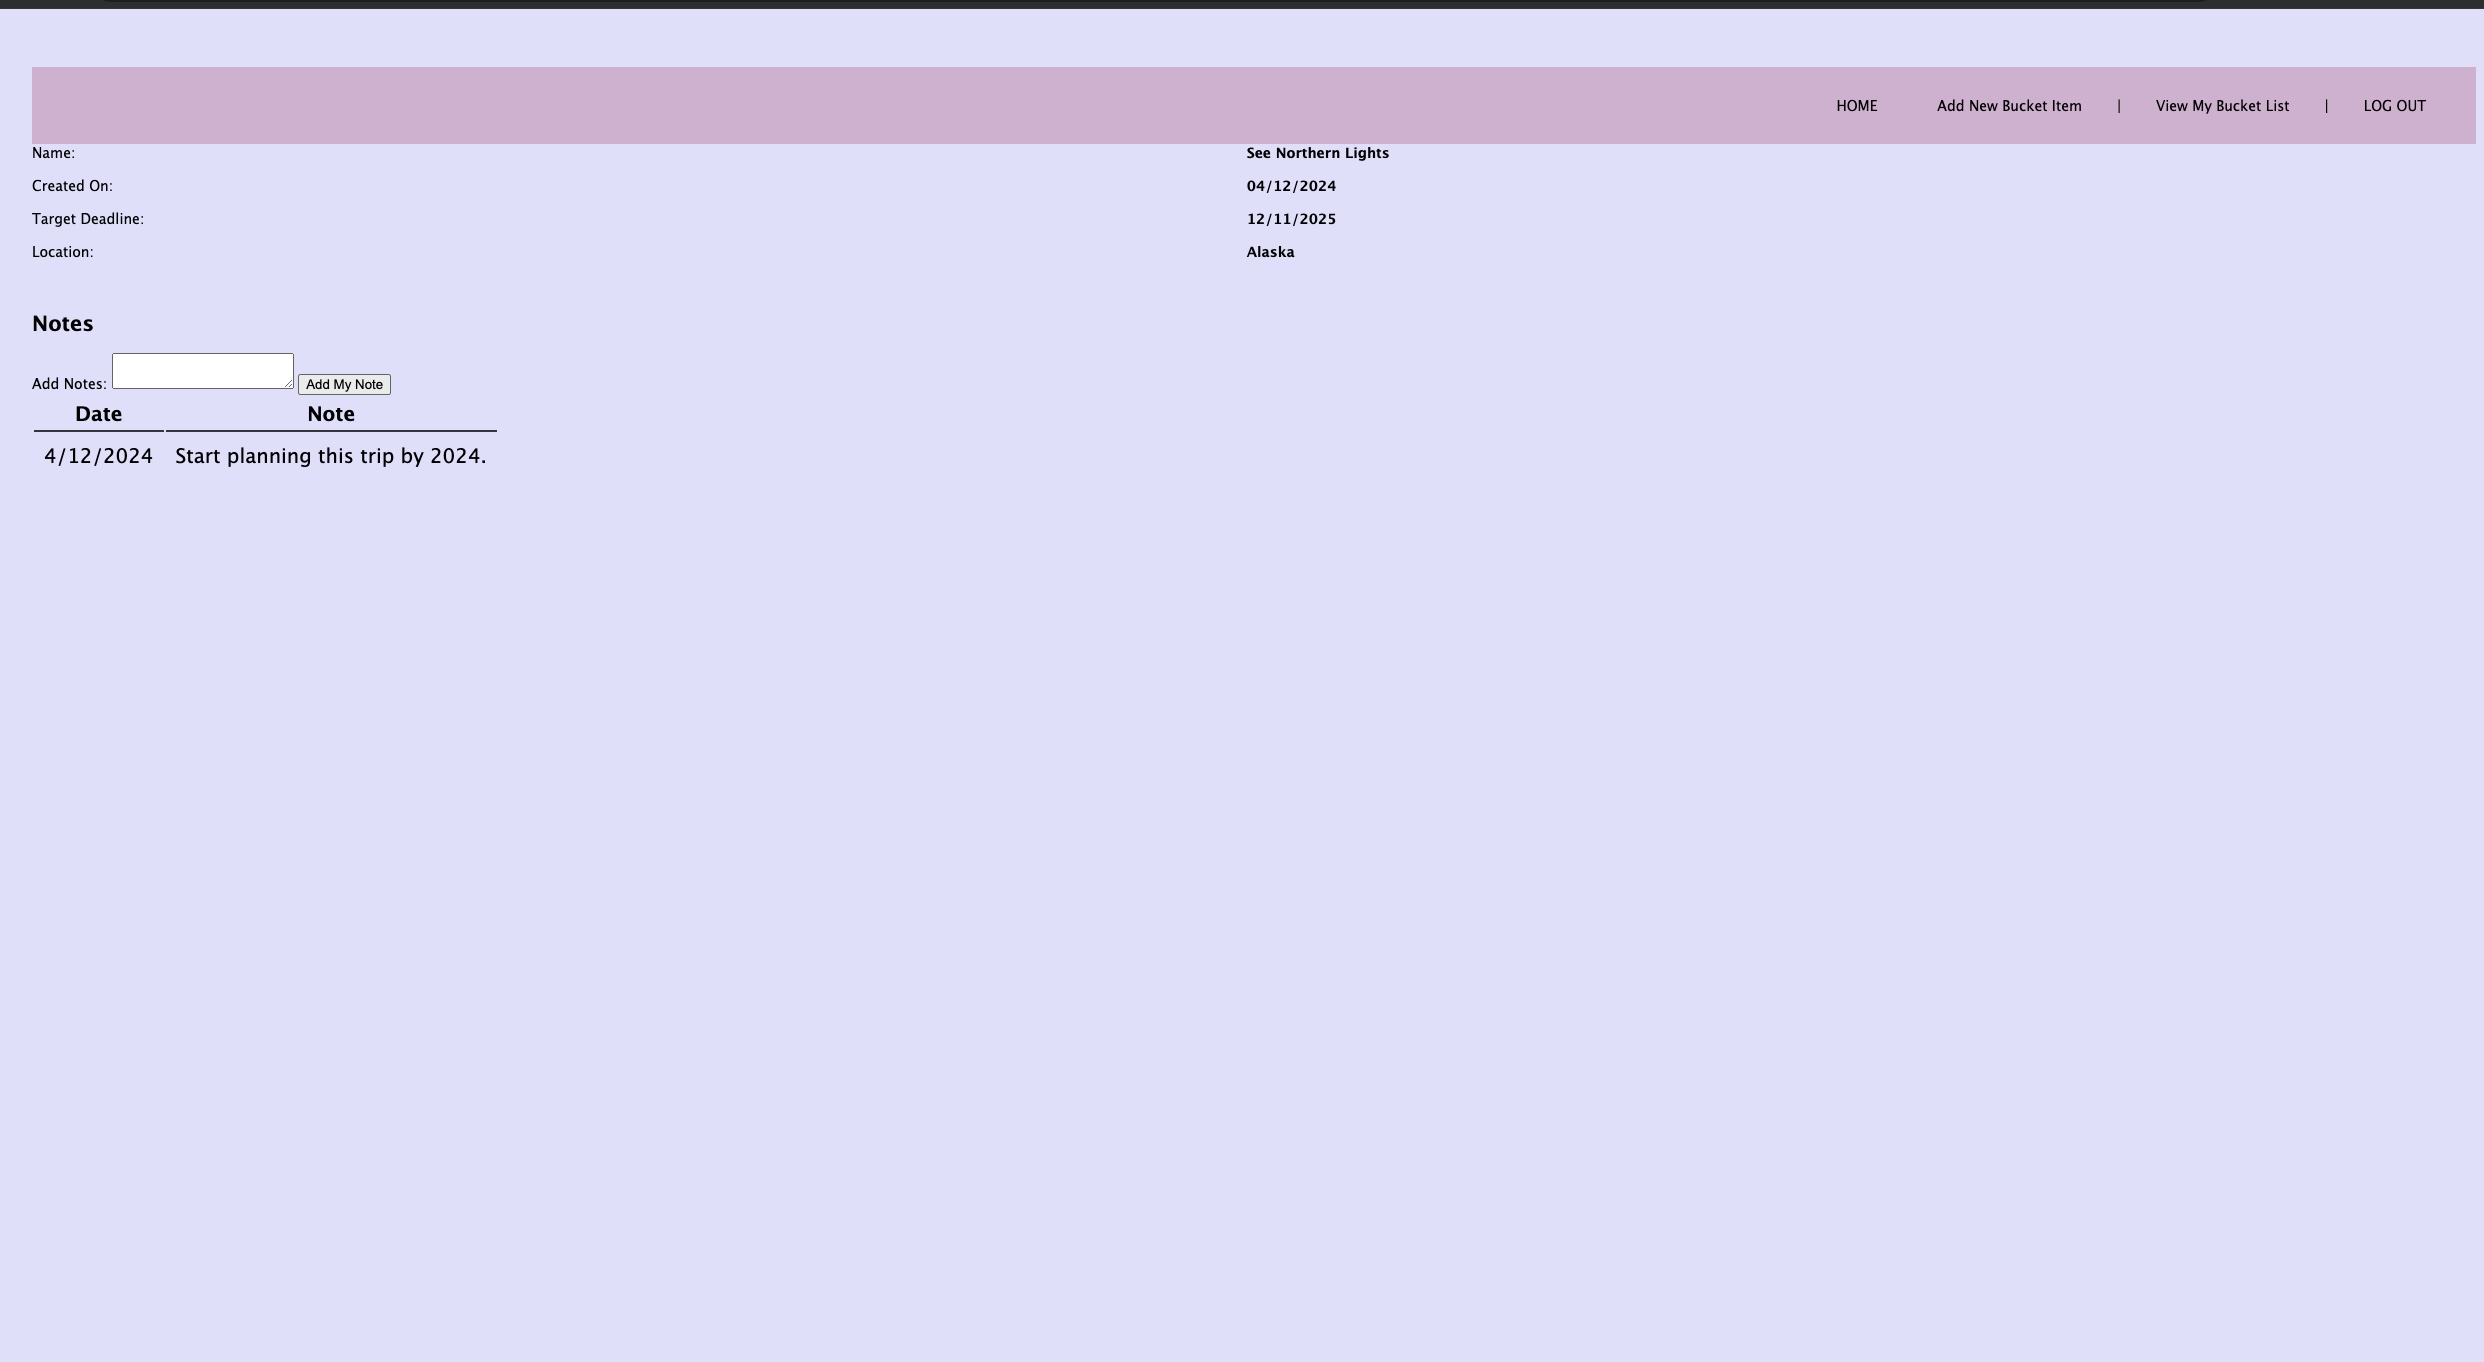 HOME Add New Bucket Item | View My Bucket List | LOG OUT
Name: See Northern Lights
Created On: 04/12/2024
Target Deadline: 12/11/2025
Location: Alaska
Notes
Add Notes: Add My Note
Date Note
4/12/2024 Start planning this trip by 2024.